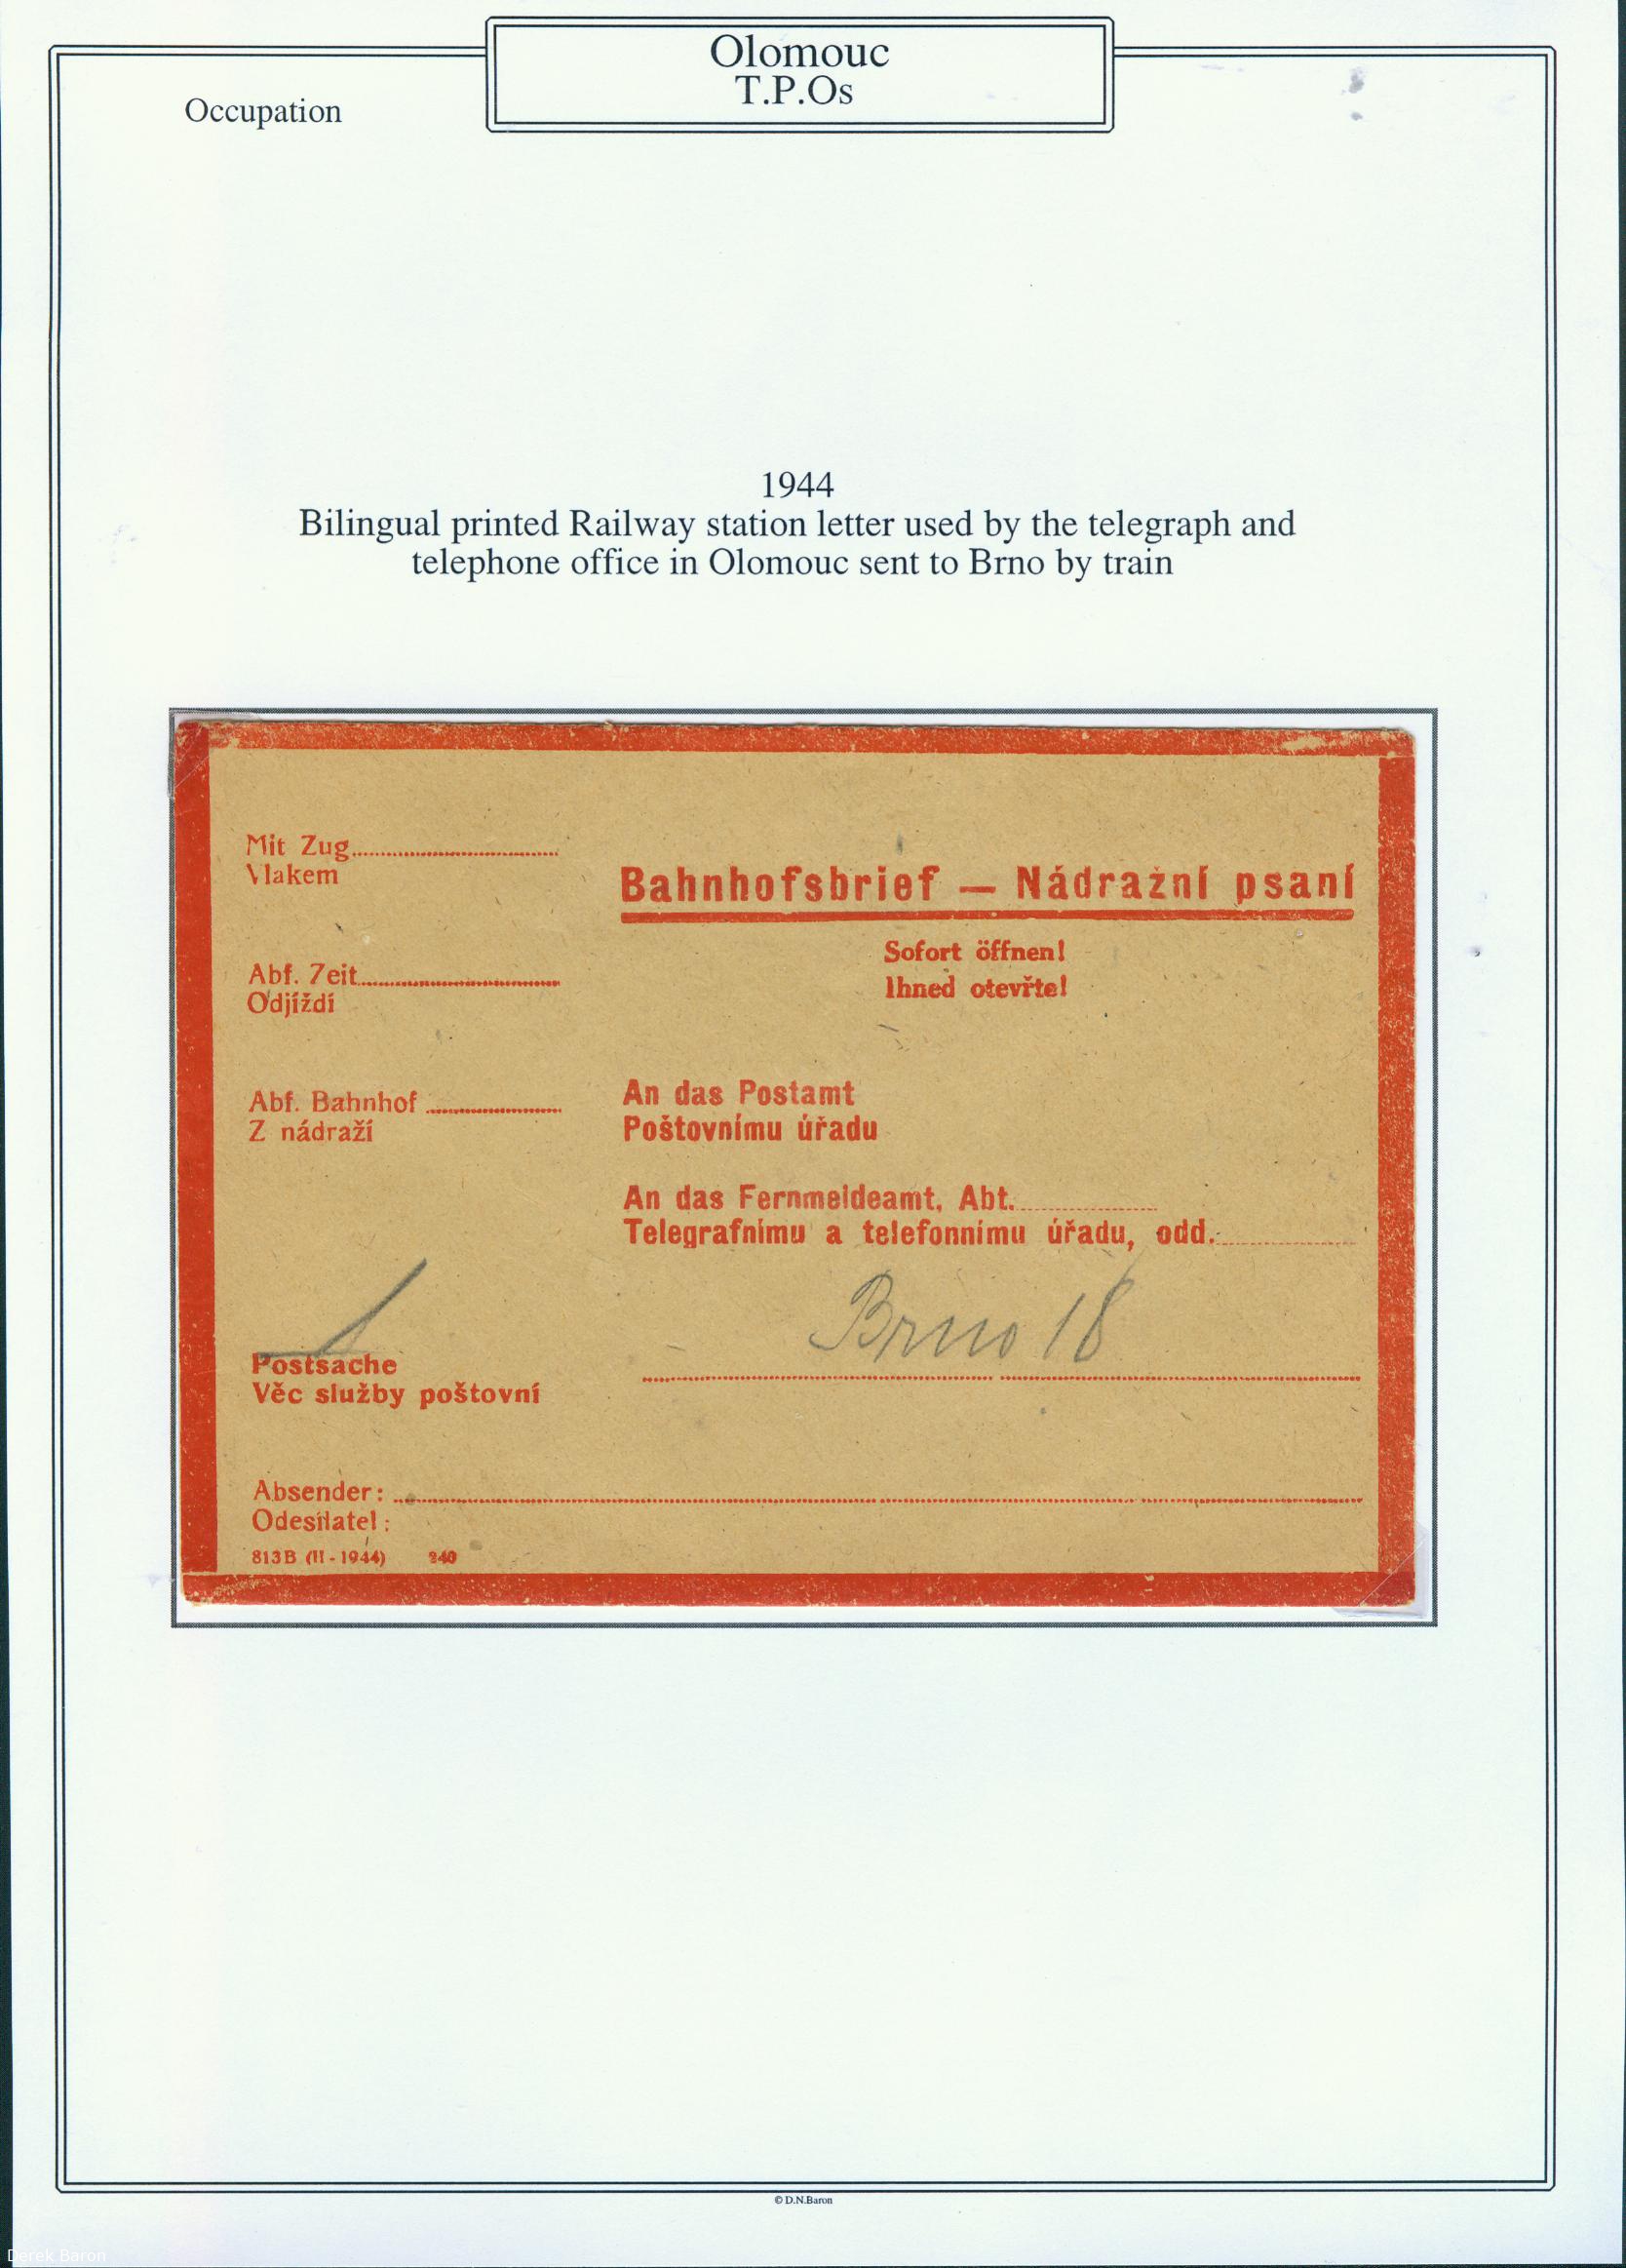 Olomouc
T.P.Os
Occupation
1944
Bilingual printed Railway station letter used by the telegraph and
telephone office in Olomouc sent to Brno by train
Mit Zug
Vlakem
Bahnhofsbrief — Nádražní psaní
Sofort öffnen!
Ihned otevřte!
Abf. Zeit
Odjíždí
Abf. Bahnhof
Z nádraží
An das Postamt
Poštovnímu úřadu
An das Fernmeldeamt, Abt.
Telegrafnímu a telefonnímu úřadu, odd.
Brno 18
Postsache
Věc služby poštovní
Absender:
Odesílatel:
813B (II-1944) 240
© D.N.Baron
Derek Baron